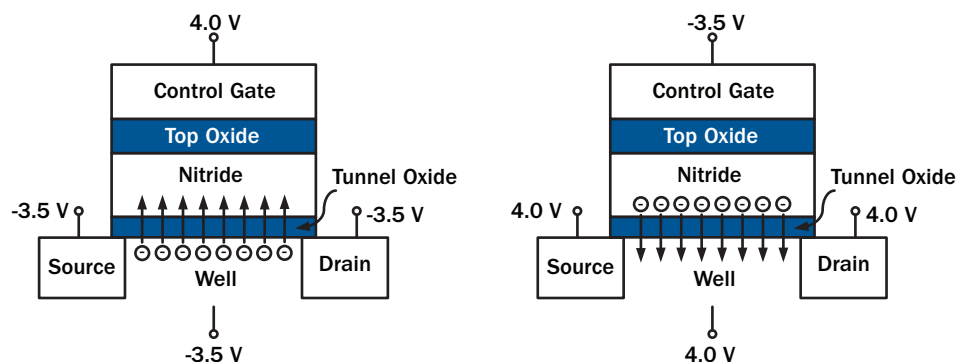 4.0 V
Control Gate
Top Oxide
Nitride
Tunnel Oxide
-3.5 V
-3.5 V
Source
Well
Drain
-3.5 V
-3.5 V
Control Gate
Top Oxide
Nitride
Tunnel Oxide
4.0 V
4.0 V
Source
Well
Drain
4.0 V